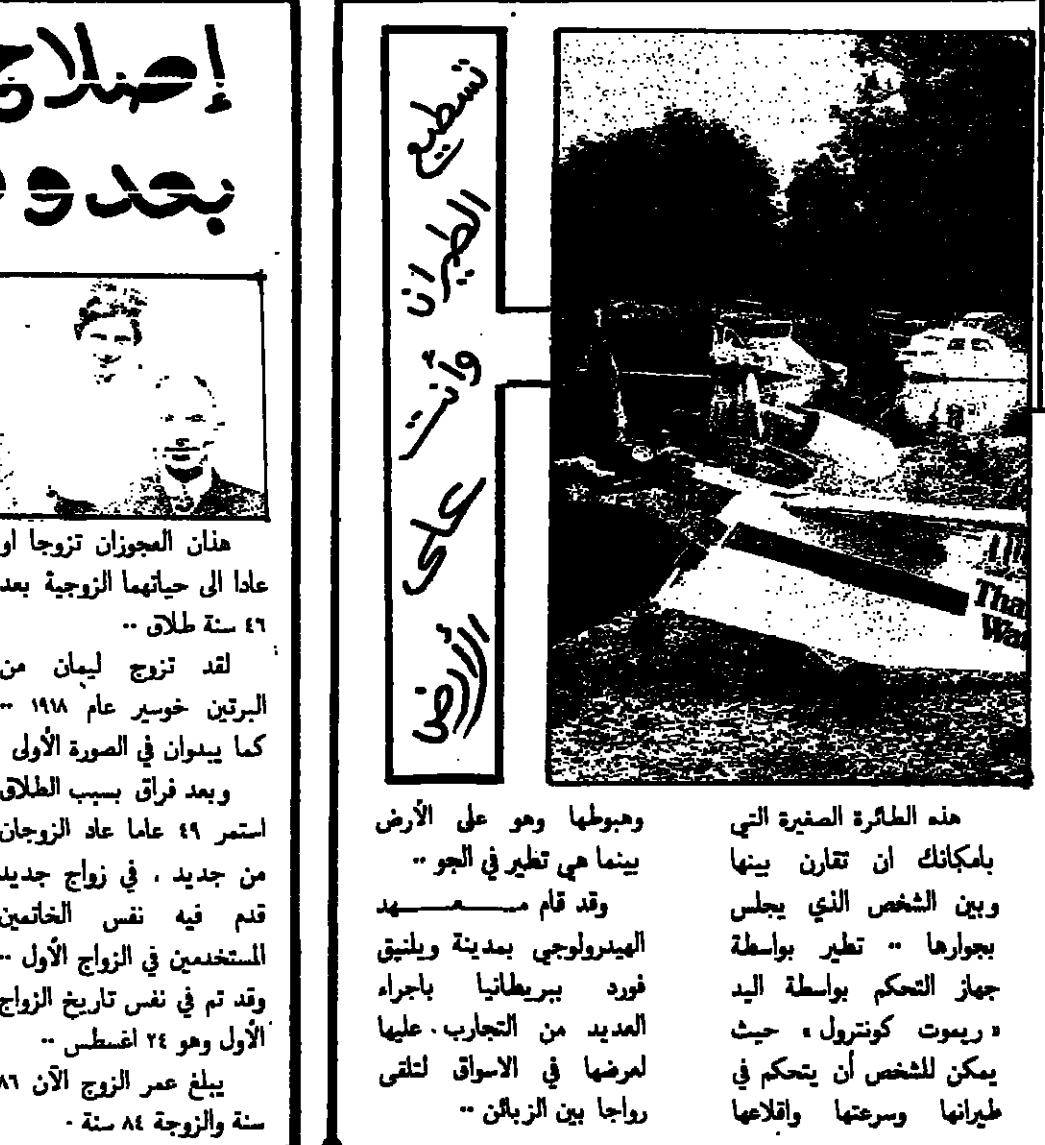 تسطيع
الطيران
وأنت
على
الأرض
هذه الطائرة الصغيرة التي
بامكانك ان تقارن بينها
وبين الشخص الذي يجلس
بجوارها .. تطير بواسطة
جهاز التحكم بواسطة اليد
« ريموت كونترول » حيث
يمكن للشخص أن يتحكم في
طيرانها وسرعتها واقلاعها
وهبوطها وهو على الأرض
بينما هي تطير في الجو ..
وقد قام معهد
الهيدرولوجي بمدينة ويلنيق
فورد ببريطانيا باجراء
العديد من التجارب عليها
لعرضها في الاسواق لتلقى
رواجا بين الزبائن ..
إصلاح
هذان العجوزان تزوجا او
عادا الى حياتهما الزوجية بعد
٤٦ سنة طلاق ..
لقد تزوج ليمان من
البرتين خوسير عام ١٩١٨ ..
كما يبدوان في الصورة الأولى
وبعد فراق بسبب الطلاق
استمر ٤٩ عاما عاد الزوجان
من جديد ، في زواج جديد
قدم فيه نفس الخاتمين
المستخدمين في الزواج الأول ..
وقد تم في نفس تاريخ الزواج
الأول وهو ٢٤ اغسطس ..
يبلغ عمر الزوج الآن ٨٦
سنة والزوجة ٨٤ سنة .